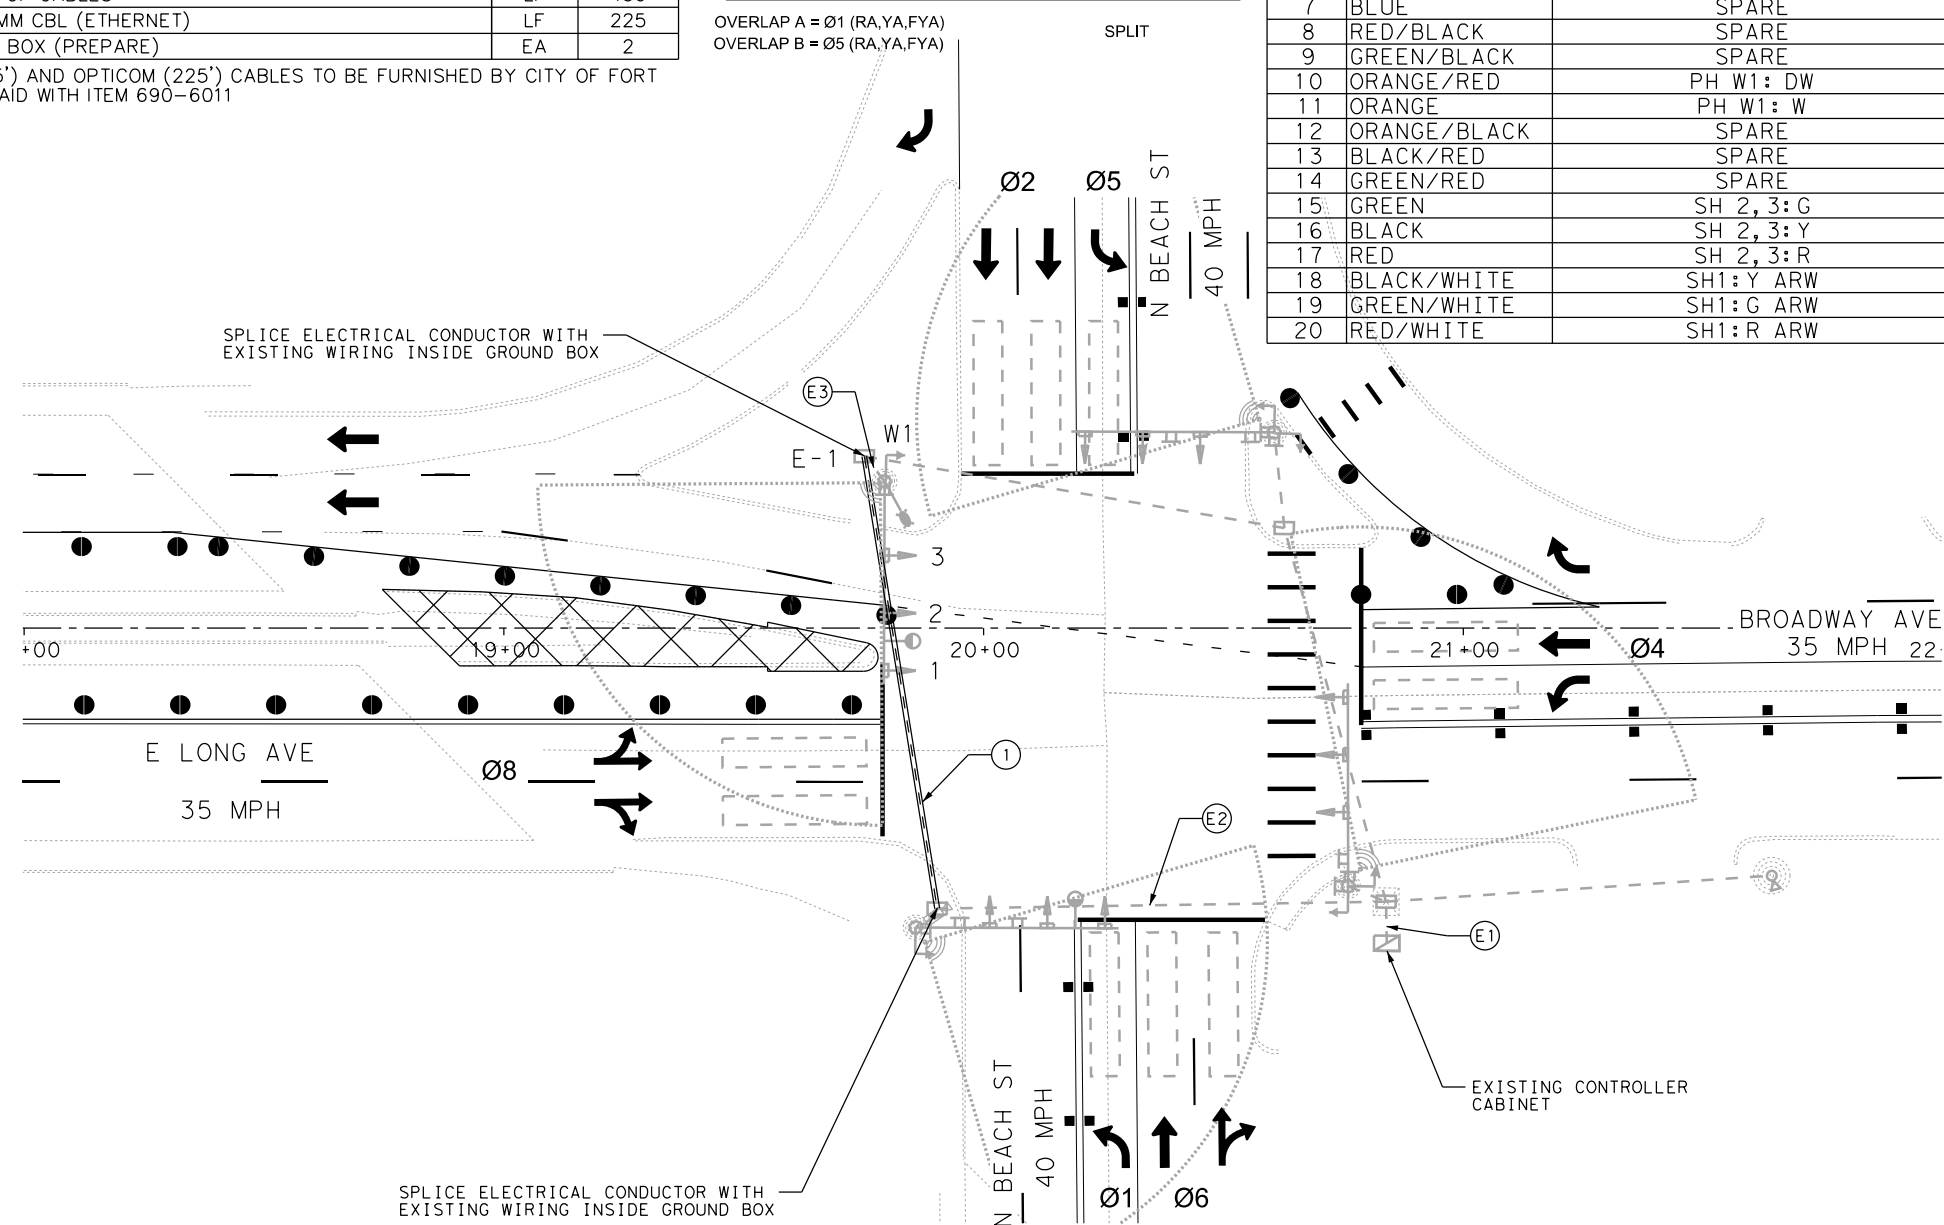 MM CBL (ETHERNET) LF 225
BOX (PREPARE) EA 2
') AND OPTICOM (225') CABLES TO BE FURNISHED BY CITY OF FORT
AID WITH ITEM 690-6011
OVERLAP A = Ø1 (RA,YA,FYA)
OVERLAP B = Ø5 (RA,YA,FYA)
SPLIT
7 BLUE SPARE
8 RED/BLACK SPARE
9 GREEN/BLACK SPARE
10 ORANGE/RED PH W1: DW
11 ORANGE PH W1: W
12 ORANGE/BLACK SPARE
13 BLACK/RED SPARE
14 GREEN/RED SPARE
15 GREEN SH 2,3:G
16 BLACK SH 2,3:Y
17 RED SH 2,3:R
18 BLACK/WHITE SH1:Y ARW
19 GREEN/WHITE SH1:G ARW
20 RED/WHITE SH1:R ARW
Ø2
Ø5
N BEACH ST
40 MPH
SPLICE ELECTRICAL CONDUCTOR WITH
EXISTING WIRING INSIDE GROUND BOX
E3
W1
E-1
3
2
1
+00
19+00
20+00
21+00
22
BROADWAY AVE
35 MPH
Ø4
E LONG AVE
35 MPH
Ø8
1
E2
E1
EXISTING CONTROLLER
CABINET
N BEACH ST
40 MPH
Ø1
Ø6
SPLICE ELECTRICAL CONDUCTOR WITH
EXISTING WIRING INSIDE GROUND BOX